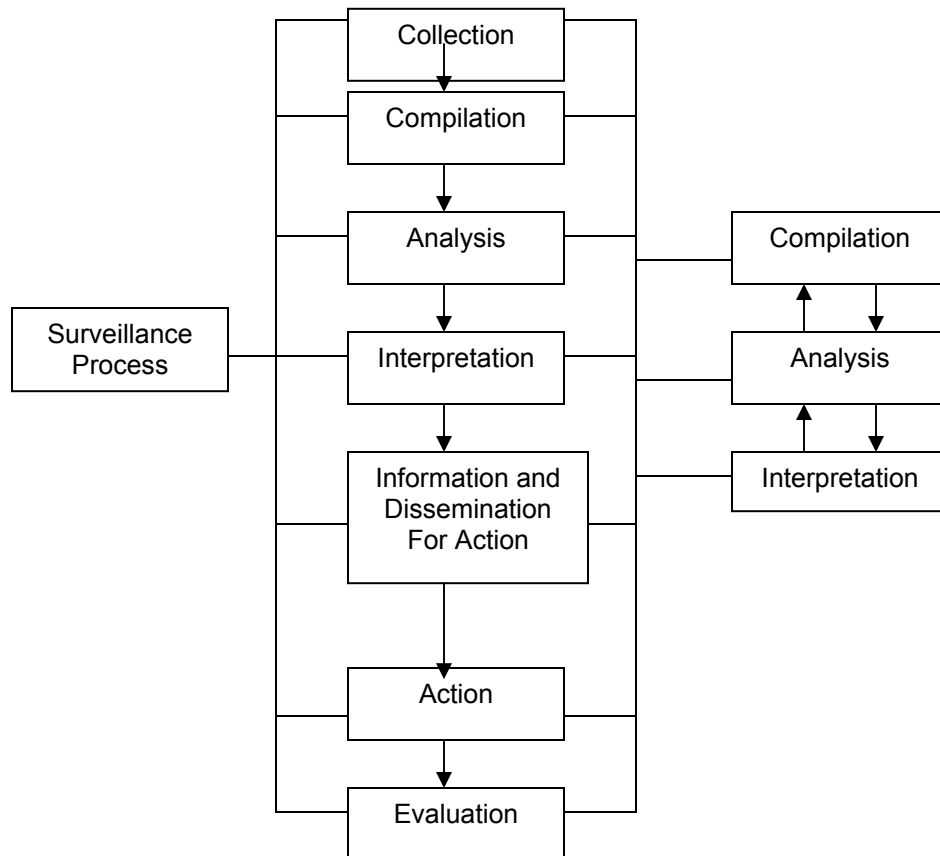 Collection
Compilation
Analysis
Surveillance
Process
Interpretation
Information and
Dissemination
For Action
Action
Evaluation
Compilation
Analysis
Interpretation